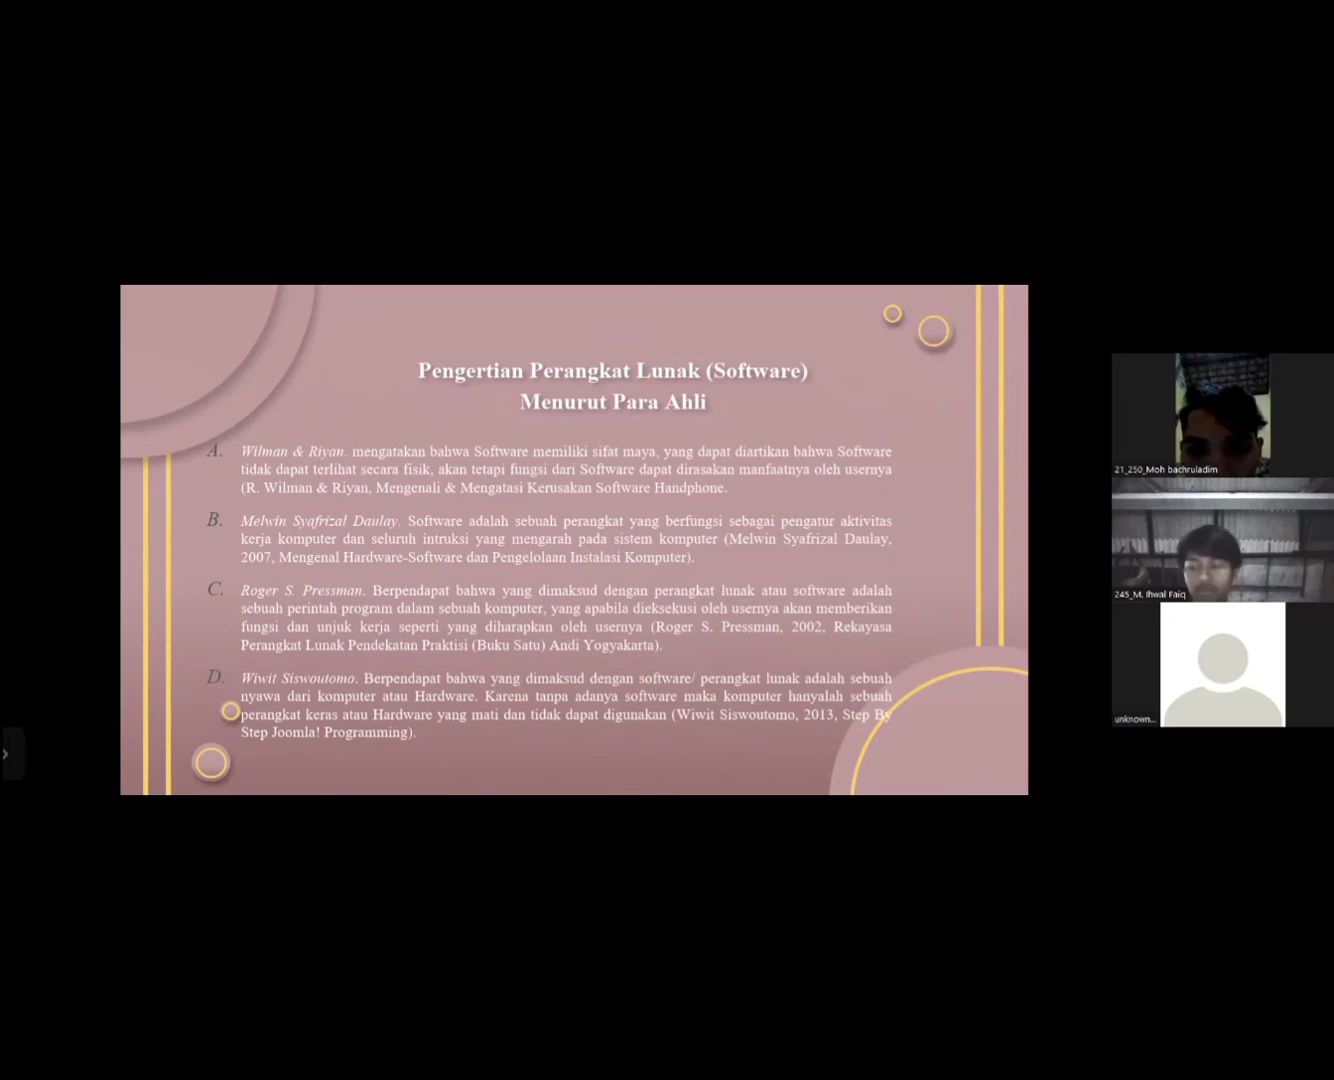 Pengertian Perangkat Lunak (Software)
Menurut Para Ahli
A. Wilman & Riyan. mengatakan bahwa Software memiliki sifat maya, yang dapat diartikan bahwa Software
tidak dapat terlihat secara fisik, akan tetapi fungsi dari Software dapat dirasakan manfaatnya oleh usernya
(R. Wilman & Riyan, Mengenali & Mengatasi Kerusakan Software Handphone.
B. Melwin Syafrizal Daulay. Software adalah sebuah perangkat yang berfungsi sebagai pengatur aktivitas
kerja komputer dan seluruh intruksi yang mengarah pada sistem komputer (Melwin Syafrizal Daulay,
2007, Mengenal Hardware-Software dan Pengelolaan Instalasi Komputer).
C. Roger S. Pressman. Berpendapat bahwa yang dimaksud dengan perangkat lunak atau software adalah
sebuah perintah program dalam sebuah komputer, yang apabila dieksekusi oleh usernya akan memberikan
fungsi dan unjuk kerja seperti yang diharapkan oleh usernya (Roger S. Pressman, 2002, Rekayasa
Perangkat Lunak Pendekatan Praktisi (Buku Satu) Andi Yogyakarta).
D. Wiwit Siswoutomo. Berpendapat bahwa yang dimaksud dengan software/ perangkat lunak adalah sebuah
nyawa dari komputer atau Hardware. Karena tanpa adanya software maka komputer hanyalah sebuah
perangkat keras atau Hardware yang mati dan tidak dapat digunakan (Wiwit Siswoutomo, 2013, Step By
Step Joomla! Programming).
21_250_Moh bachruladim
245_M. Ihwal Faiq
unknown...